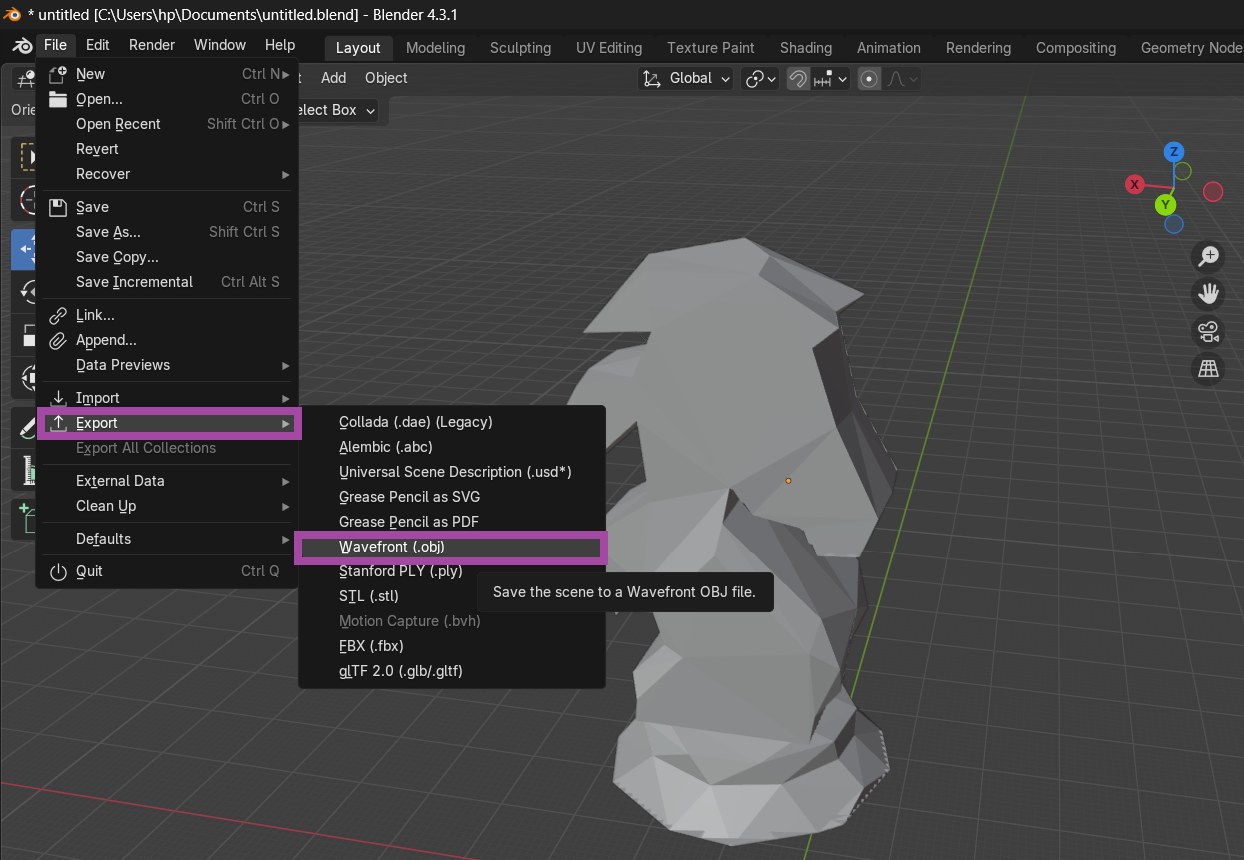 * untitled [C:\Users\hp\Documents\untitled.blend] - Blender 4.3.1
File Edit Render Window Help Layout Modeling Sculpting UV Editing Texture Paint Shading Animation Rendering Compositing Geometry Node
Add Object Global
Orie
elect Box
New Ctrl N
Open... Ctrl O
Open Recent Shift Ctrl O
Revert
Recover
Save Ctrl S
Save As... Shift Ctrl S
Save Copy...
Save Incremental Ctrl Alt S
Link...
Append...
Data Previews
Import
Export
Export All Collections
External Data
Clean Up
Defaults
Quit Ctrl Q
Collada (.dae) (Legacy)
Alembic (.abc)
Universal Scene Description (.usd*)
Grease Pencil as SVG
Grease Pencil as PDF
Wavefront (.obj)
Stanford PLY (.ply)
STL (.stl)
Motion Capture (.bvh)
FBX (.fbx)
glTF 2.0 (.glb/.gltf)
Save the scene to a Wavefront OBJ file.
Z
X
Y